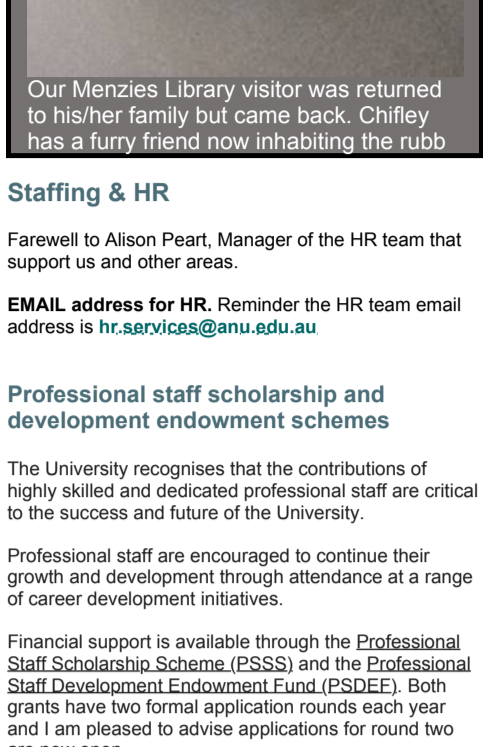 Our Menzies Library visitor was returned
to his/her family but came back. Chifley
has a furry friend now inhabiting the rubb
Staffing & HR
Farewell to Alison Peart, Manager of the HR team that
support us and other areas.
EMAIL address for HR. Reminder the HR team email
address is hr.services@anu.edu.au
Professional staff scholarship and
development endowment schemes
The University recognises that the contributions of
highly skilled and dedicated professional staff are critical
to the success and future of the University.
Professional staff are encouraged to continue their
growth and development through attendance at a range
of career development initiatives.
Financial support is available through the Professional
Staff Scholarship Scheme (PSSS) and the Professional
Staff Development Endowment Fund (PSDEF). Both
grants have two formal application rounds each year
and I am pleased to advise applications for round two
are now open